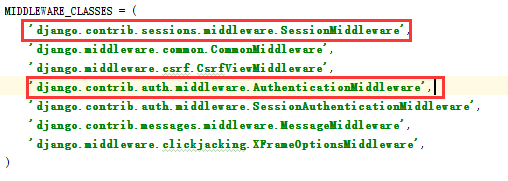 MIDDLEWARE_CLASSES = (
'django.contrib.sessions.middleware.SessionMiddleware',
'django.middleware.common.CommonMiddleware',
'django.middleware.csrf.CsrfViewMiddleware',
'django.contrib.auth.middleware.AuthenticationMiddleware',
'django.contrib.auth.middleware.SessionAuthenticationMiddleware',
'django.contrib.messages.middleware.MessageMiddleware',
'django.middleware.clickjacking.XFrameOptionsMiddleware',
)